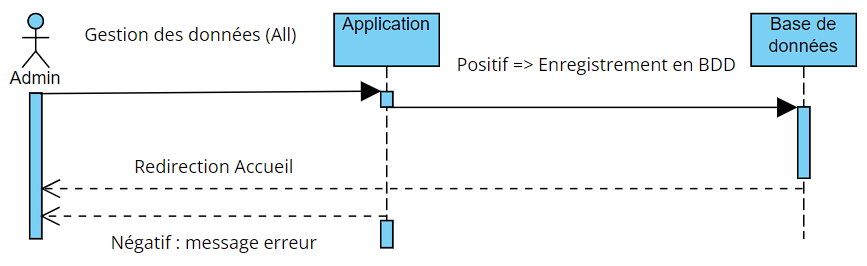 Gestion des données (All)
Application
Base de
données
Positif => Enregistrement en BDD
Admin
Redirection Accueil
Négatif : message erreur